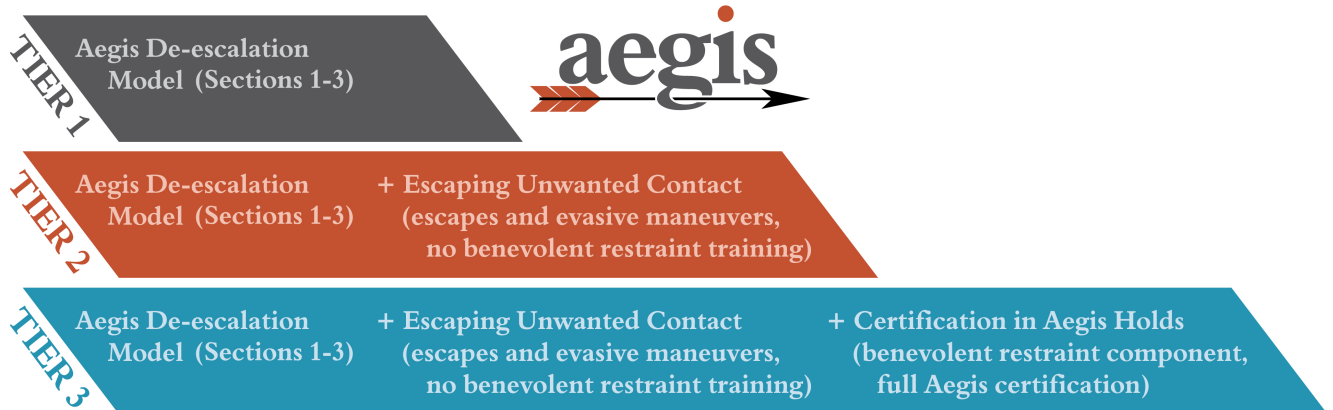 TIER 1
Aegis De-escalation
Model (Sections 1-3)
aegis
TIER 2
Aegis De-escalation
Model (Sections 1-3)
+ Escaping Unwanted Contact
(escapes and evasive maneuvers,
no benevolent restraint training)
TIER 3
Aegis De-escalation
Model (Sections 1-3)
+ Escaping Unwanted Contact
(escapes and evasive maneuvers,
no benevolent restraint training)
+ Certification in Aegis Holds
(benevolent restraint component,
full Aegis certification)